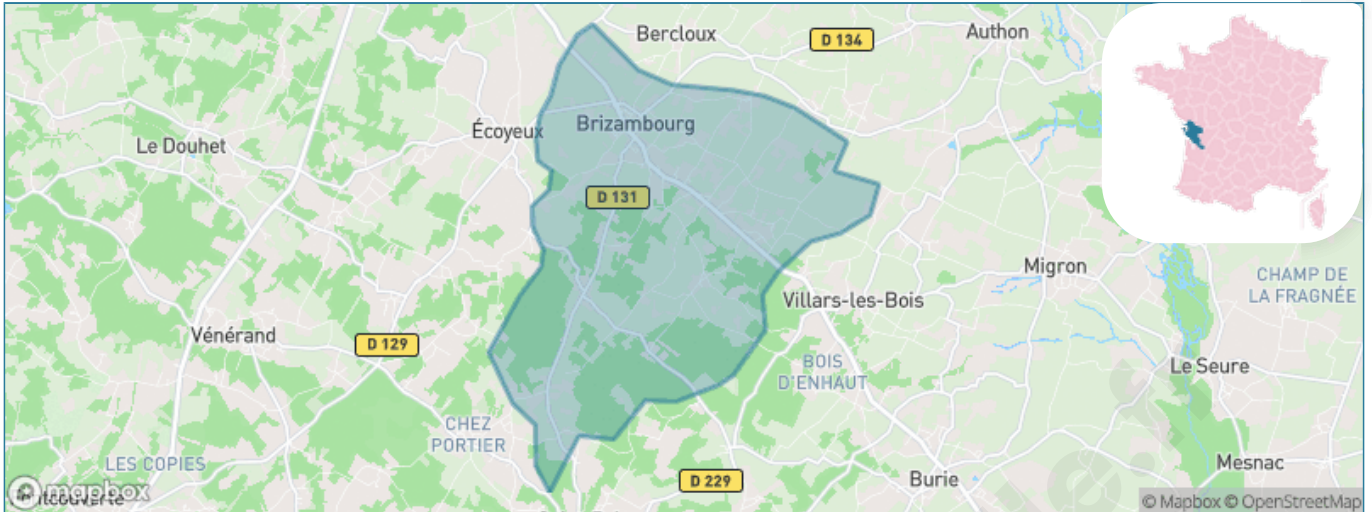 Bercloux
D 134
Authon
Écoyeux
Brizambourg
Le Douhet
D 131
Migron
CHAMP DE
LA FRAGNÉE
Villars-les-Bois
Vénérand
D 129
BOIS
D'ENHAUT
Le Seure
CHEZ
PORTIER
LES COPIES
Mesnac
D 229
Burie
mapbox
© Mapbox © OpenStreetMap